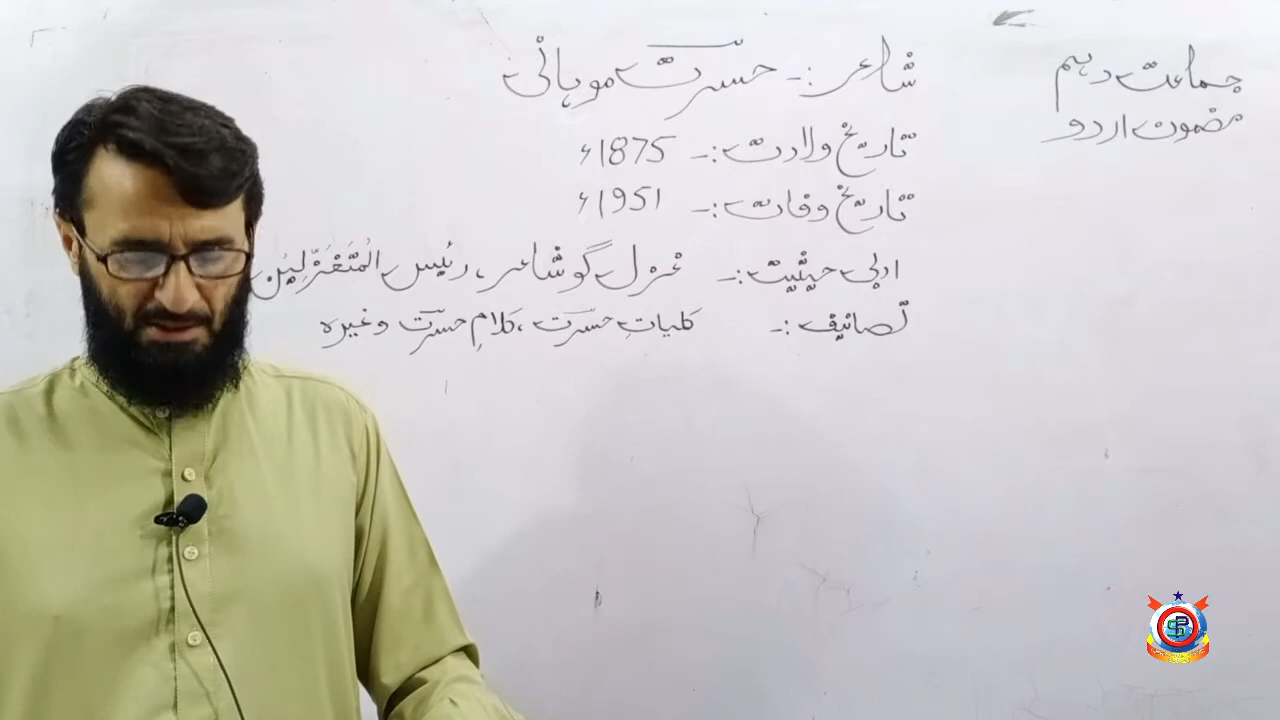 جماعت دہم
مضمون اردو
شاعر :۔ حسرتؔ موہانی
تاریخ ولادت :۔ 1875ء
تاریخ وفات :۔ 1951ء
ادبی حیثیت :۔ غزل گو شاعر، رئیس المُتَغَزِّلِیْن
تصانیف :۔ کلیاتِ حسرت، کلامِ حسرت وغیرہ